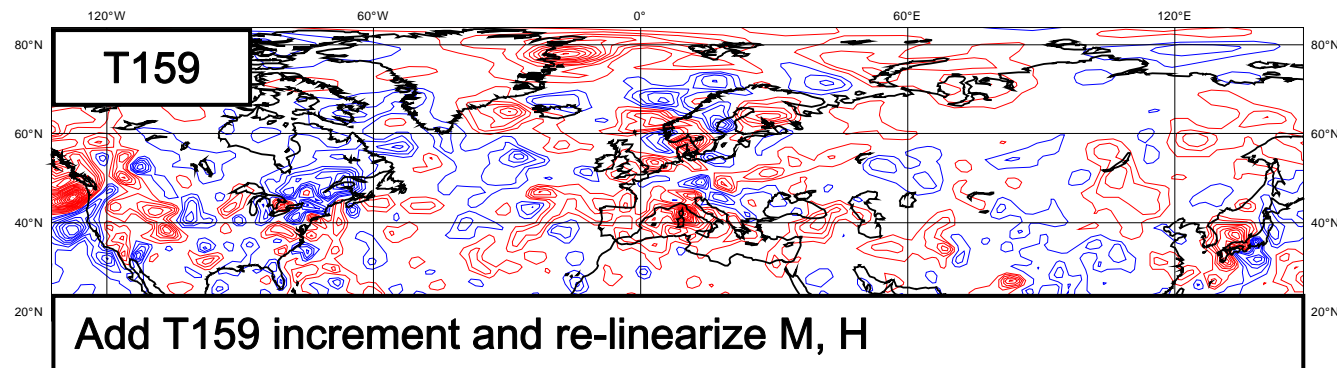 120°W 60°W 0° 60°E 120°E
80°N 80°N
T159
60°N 60°N
40°N 40°N
20°N 20°N
Add T159 increment and re-linearize M, H